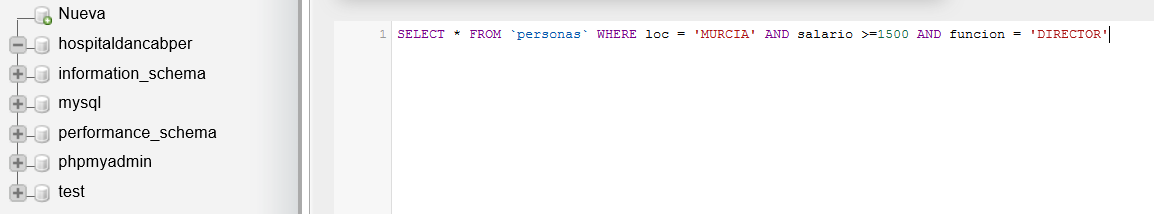 Nueva
hospitaldancabper
information_schema
mysql
performance_schema
phpmyadmin
test
1 SELECT * FROM `personas` WHERE loc = 'MURCIA' AND salario >=1500 AND funcion = 'DIRECTOR'